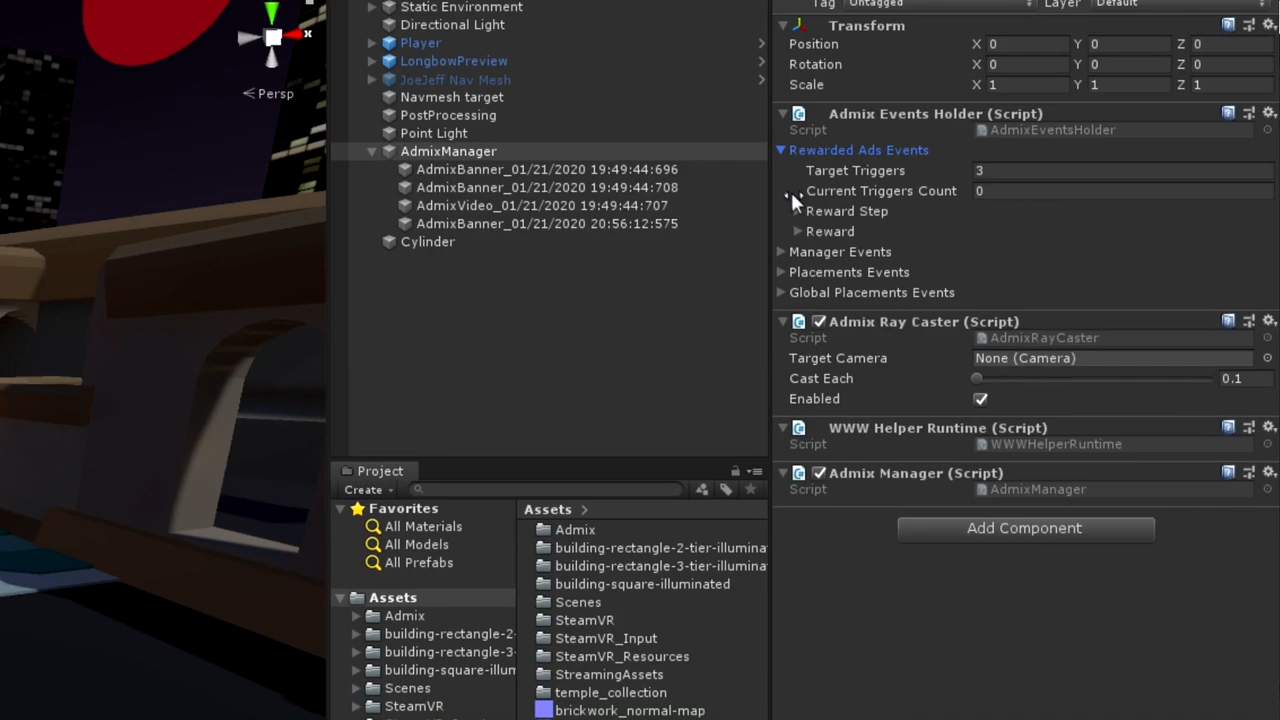 x
Persp
Static Environment
Directional Light
Player
LongbowPreview
JoeJeff Nav Mesh
Navmesh target
PostProcessing
Point Light
AdmixManager
AdmixBanner_01/21/2020 19:49:44:696
AdmixBanner_01/21/2020 19:49:44:708
AdmixVideo_01/21/2020 19:49:44:707
AdmixBanner_01/21/2020 20:56:12:575
Cylinder
Project
Create
Favorites
All Materials
All Models
All Prefabs
Assets
Admix
building-rectangle-2-
building-rectangle-3-
building-square-illum
Scenes
SteamVR
Assets
Admix
building-rectangle-2-tier-illumina
building-rectangle-3-tier-illumina
building-square-illuminated
Scenes
SteamVR
SteamVR_Input
SteamVR_Resources
StreamingAssets
temple_collection
brickwork_normal-map
Tag Untagged Layer Default
Transform
Position X 0 Y 0 Z 0
Rotation X 0 Y 0 Z 0
Scale X 1 Y 1 Z 1
Admix Events Holder (Script)
Script AdmixEventsHolder
Rewarded Ads Events
Target Triggers 3
Current Triggers Count 0
Reward Step
Reward
Manager Events
Placements Events
Global Placements Events
Admix Ray Caster (Script)
Script AdmixRayCaster
Target Camera None (Camera)
Cast Each 0.1
Enabled
WWW Helper Runtime (Script)
Script WWWHelperRuntime
Admix Manager (Script)
Script AdmixManager
Add Component